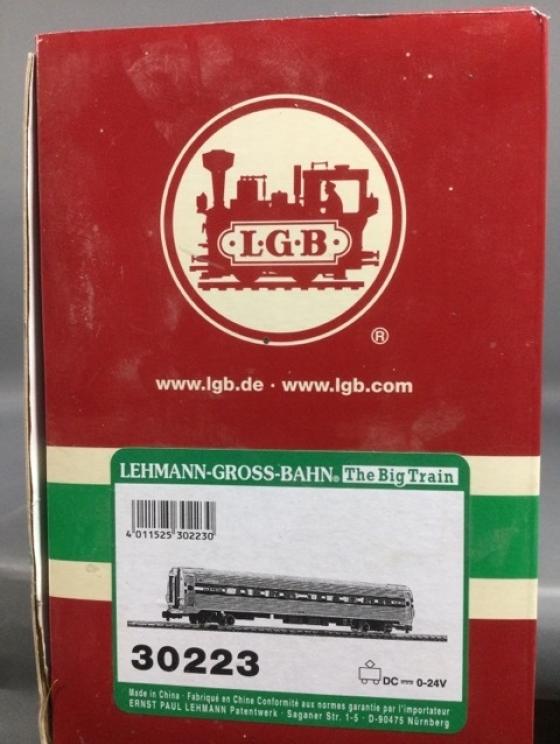 L·G·B
®
www.lgb.de · www.lgb.com
LEHMANN-GROSS-BAHN® The Big Train
4 011525 302230
30223
DC 0-24V
Made in China · Fabriqué en Chine Conformité aux normes garantie par l'importateur
ERNST PAUL LEHMANN Patentwerk · Saganer Str. 1-5 · D-90475 Nürnberg